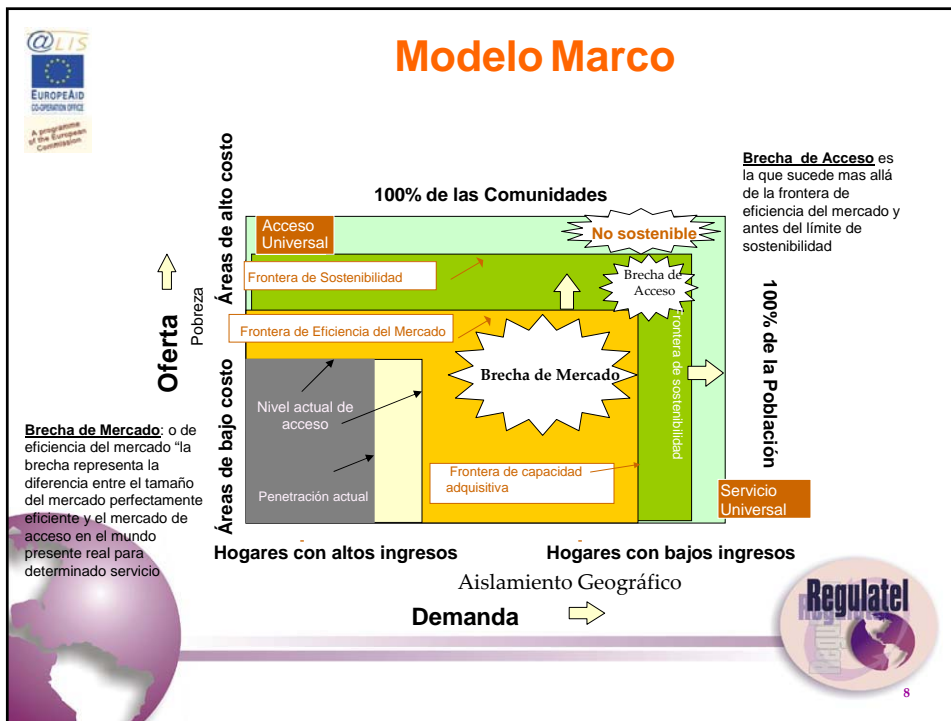 @LIS
EUROPEAID
CO-OPERATION OFFICE
A programme
of the European
Commission
Modelo Marco
Brecha de Acceso es
la que sucede mas allá
de la frontera de
eficiencia del mercado y
antes del límite de
sostenibilidad
100% de las Comunidades
Áreas de alto costo
Acceso
Universal
No sostenible
Frontera de Sostenibilidad
Brecha de
Acceso
Oferta
Pobreza
Frontera de Eficiencia del Mercado
Frontera de sostenibilidad
100% de la Población
Brecha de Mercado
Áreas de bajo costo
Nivel actual de
acceso
Penetración actual
Frontera de capacidad
adquisitiva
Servicio
Universal
Brecha de Mercado: o de
eficiencia del mercado “la
brecha representa la
diferencia entre el tamaño
del mercado perfectamente
eficiente y el mercado de
acceso en el mundo
presente real para
determinado servicio
Hogares con altos ingresos
Hogares con bajos ingresos
Aislamiento Geográfico
Demanda
Regulatel
8